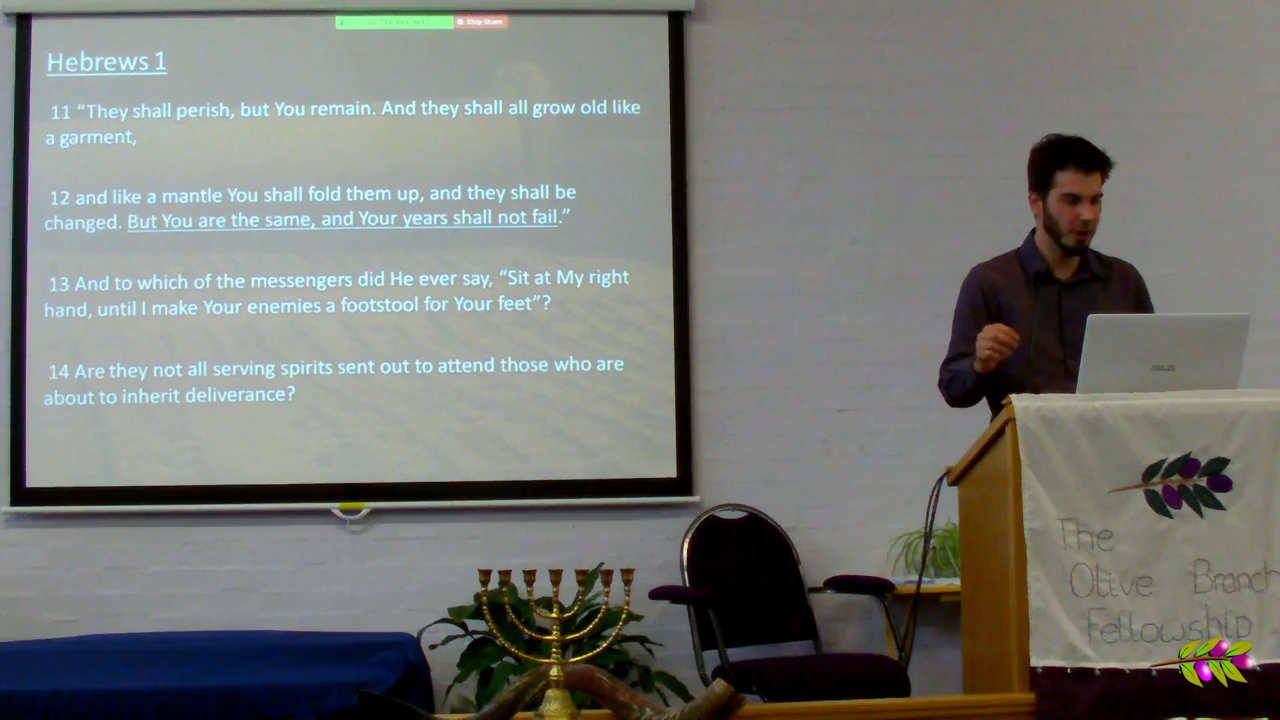 Stop Share
Hebrews 1
11 “They shall perish, but You remain. And they shall all grow old like
a garment,
12 and like a mantle You shall fold them up, and they shall be
changed. But You are the same, and Your years shall not fail.”
13 And to which of the messengers did He ever say, “Sit at My right
hand, until I make Your enemies a footstool for Your feet”?
14 Are they not all serving spirits sent out to attend those who are
about to inherit deliverance?
ASUS
The
Olive Branch
Fellowship